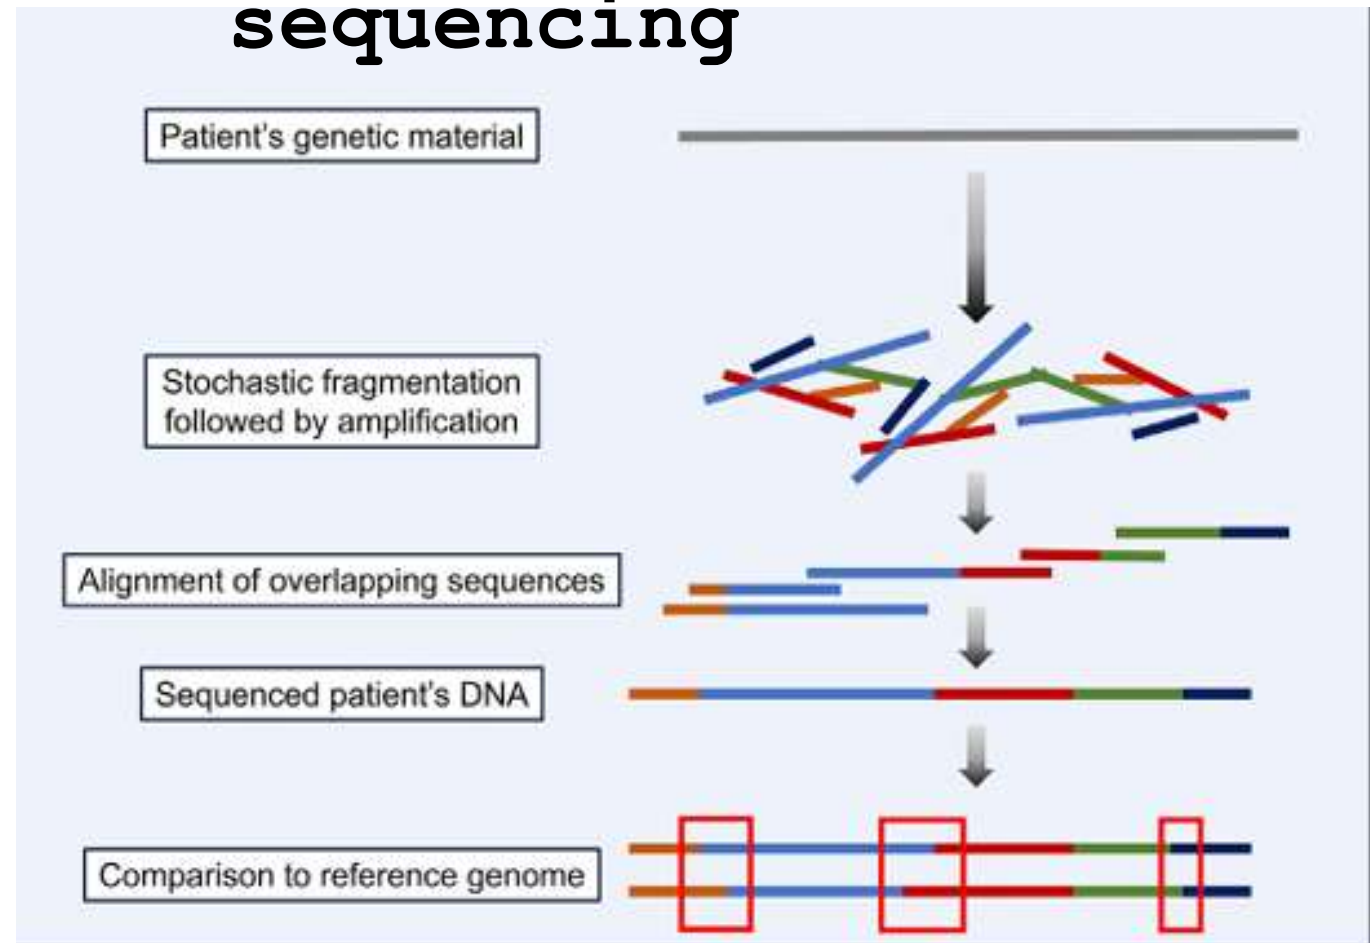 sequencing
Patient's genetic material
Stochastic fragmentation
followed by amplification
Alignment of overlapping sequences
Sequenced patient's DNA
Comparison to reference genome